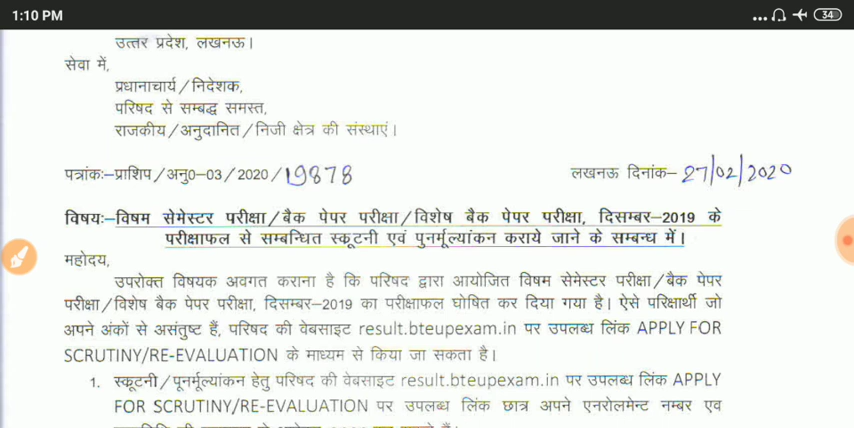 1:10 PM
34
उत्तर प्रदेश, लखनऊ।
सेवा में,
प्रधानाचार्य/निदेशक,
परिषद से सम्बद्ध समस्त,
राजकीय/अनुदानित/निजी क्षेत्र की संस्थाएं।
पत्रांकः–प्राशिप/अनु0-03/2020/19878 लखनऊ दिनांक– 27/02/2020
विषयः–विषम सेमेस्टर परीक्षा/बैक पेपर परीक्षा/विशेष बैक पेपर परीक्षा, दिसम्बर–2019 के
परीक्षाफल से सम्बन्धित स्कूटनी एवं पुनर्मूल्यांकन कराये जाने के सम्बन्ध में।
महोदय,
उपरोक्त विषयक अवगत कराना है कि परिषद द्वारा आयोजित विषम सेमेस्टर परीक्षा/बैक पेपर
परीक्षा/विशेष बैक पेपर परीक्षा, दिसम्बर–2019 का परीक्षाफल घोषित कर दिया गया है। ऐसे परिक्षार्थी जो
अपने अंकों से असंतुष्ट हैं, परिषद की वेबसाइट result.bteupexam.in पर उपलब्ध लिंक APPLY FOR
SCRUTINY/RE-EVALUATION के माध्यम से किया जा सकता है।
1. स्कूटनी/पुनर्मूल्यांकन हेतु परिषद की वेबसाइट result.bteupexam.in पर उपलब्ध लिंक APPLY
FOR SCRUTINY/RE-EVALUATION पर उपलब्ध लिंक छात्र अपने एनरोलमेन्ट नम्बर एव